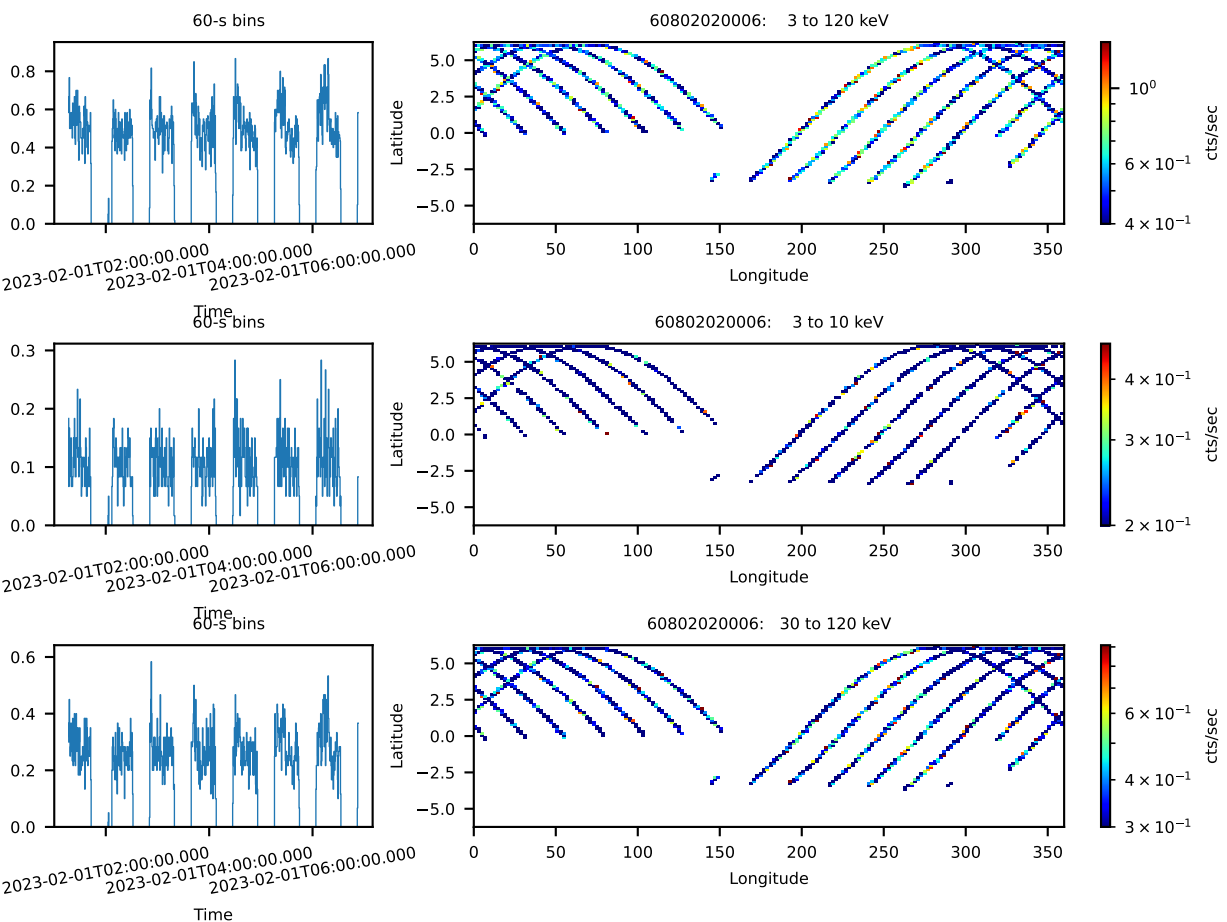 60-s bins
60802020006:    3 to 120 keV
0.8
0.6
0.4
0.2
0.0
2023-02-01T02:00:00.000
2023-02-01T04:00:00.000
2023-02-01T06:00:00.000
Time
Latitude
5.0
2.5
0.0
−2.5
−5.0
0 50 100 150 200 250 300 350
Longitude
10⁰
6 × 10⁻¹
4 × 10⁻¹
cts/sec
60-s bins
60802020006:    3 to 10 keV
0.3
0.2
0.1
0.0
2023-02-01T02:00:00.000
2023-02-01T04:00:00.000
2023-02-01T06:00:00.000
Time
Latitude
5.0
2.5
0.0
−2.5
−5.0
0 50 100 150 200 250 300 350
Longitude
4 × 10⁻¹
3 × 10⁻¹
2 × 10⁻¹
cts/sec
60-s bins
60802020006:   30 to 120 keV
0.6
0.4
0.2
0.0
2023-02-01T02:00:00.000
2023-02-01T04:00:00.000
2023-02-01T06:00:00.000
Time
Latitude
5.0
2.5
0.0
−2.5
−5.0
0 50 100 150 200 250 300 350
Longitude
6 × 10⁻¹
4 × 10⁻¹
3 × 10⁻¹
cts/sec